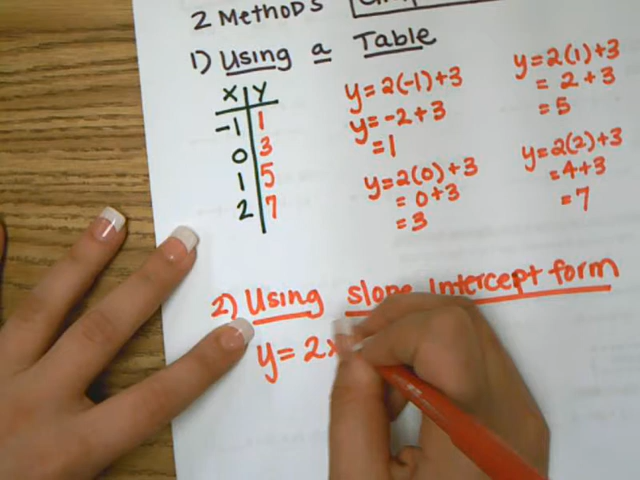 2 Methods
1) Using a Table
X Y
-1 1
0 3
1 5
2 7
y=2(-1)+3
y=-2+3
=1
y=2(0)+3
=0+3
=3
y=2(1)+3
=2+3
=5
y=2(2)+3
=4+3
=7
2) Using slope intercept form
y=2x